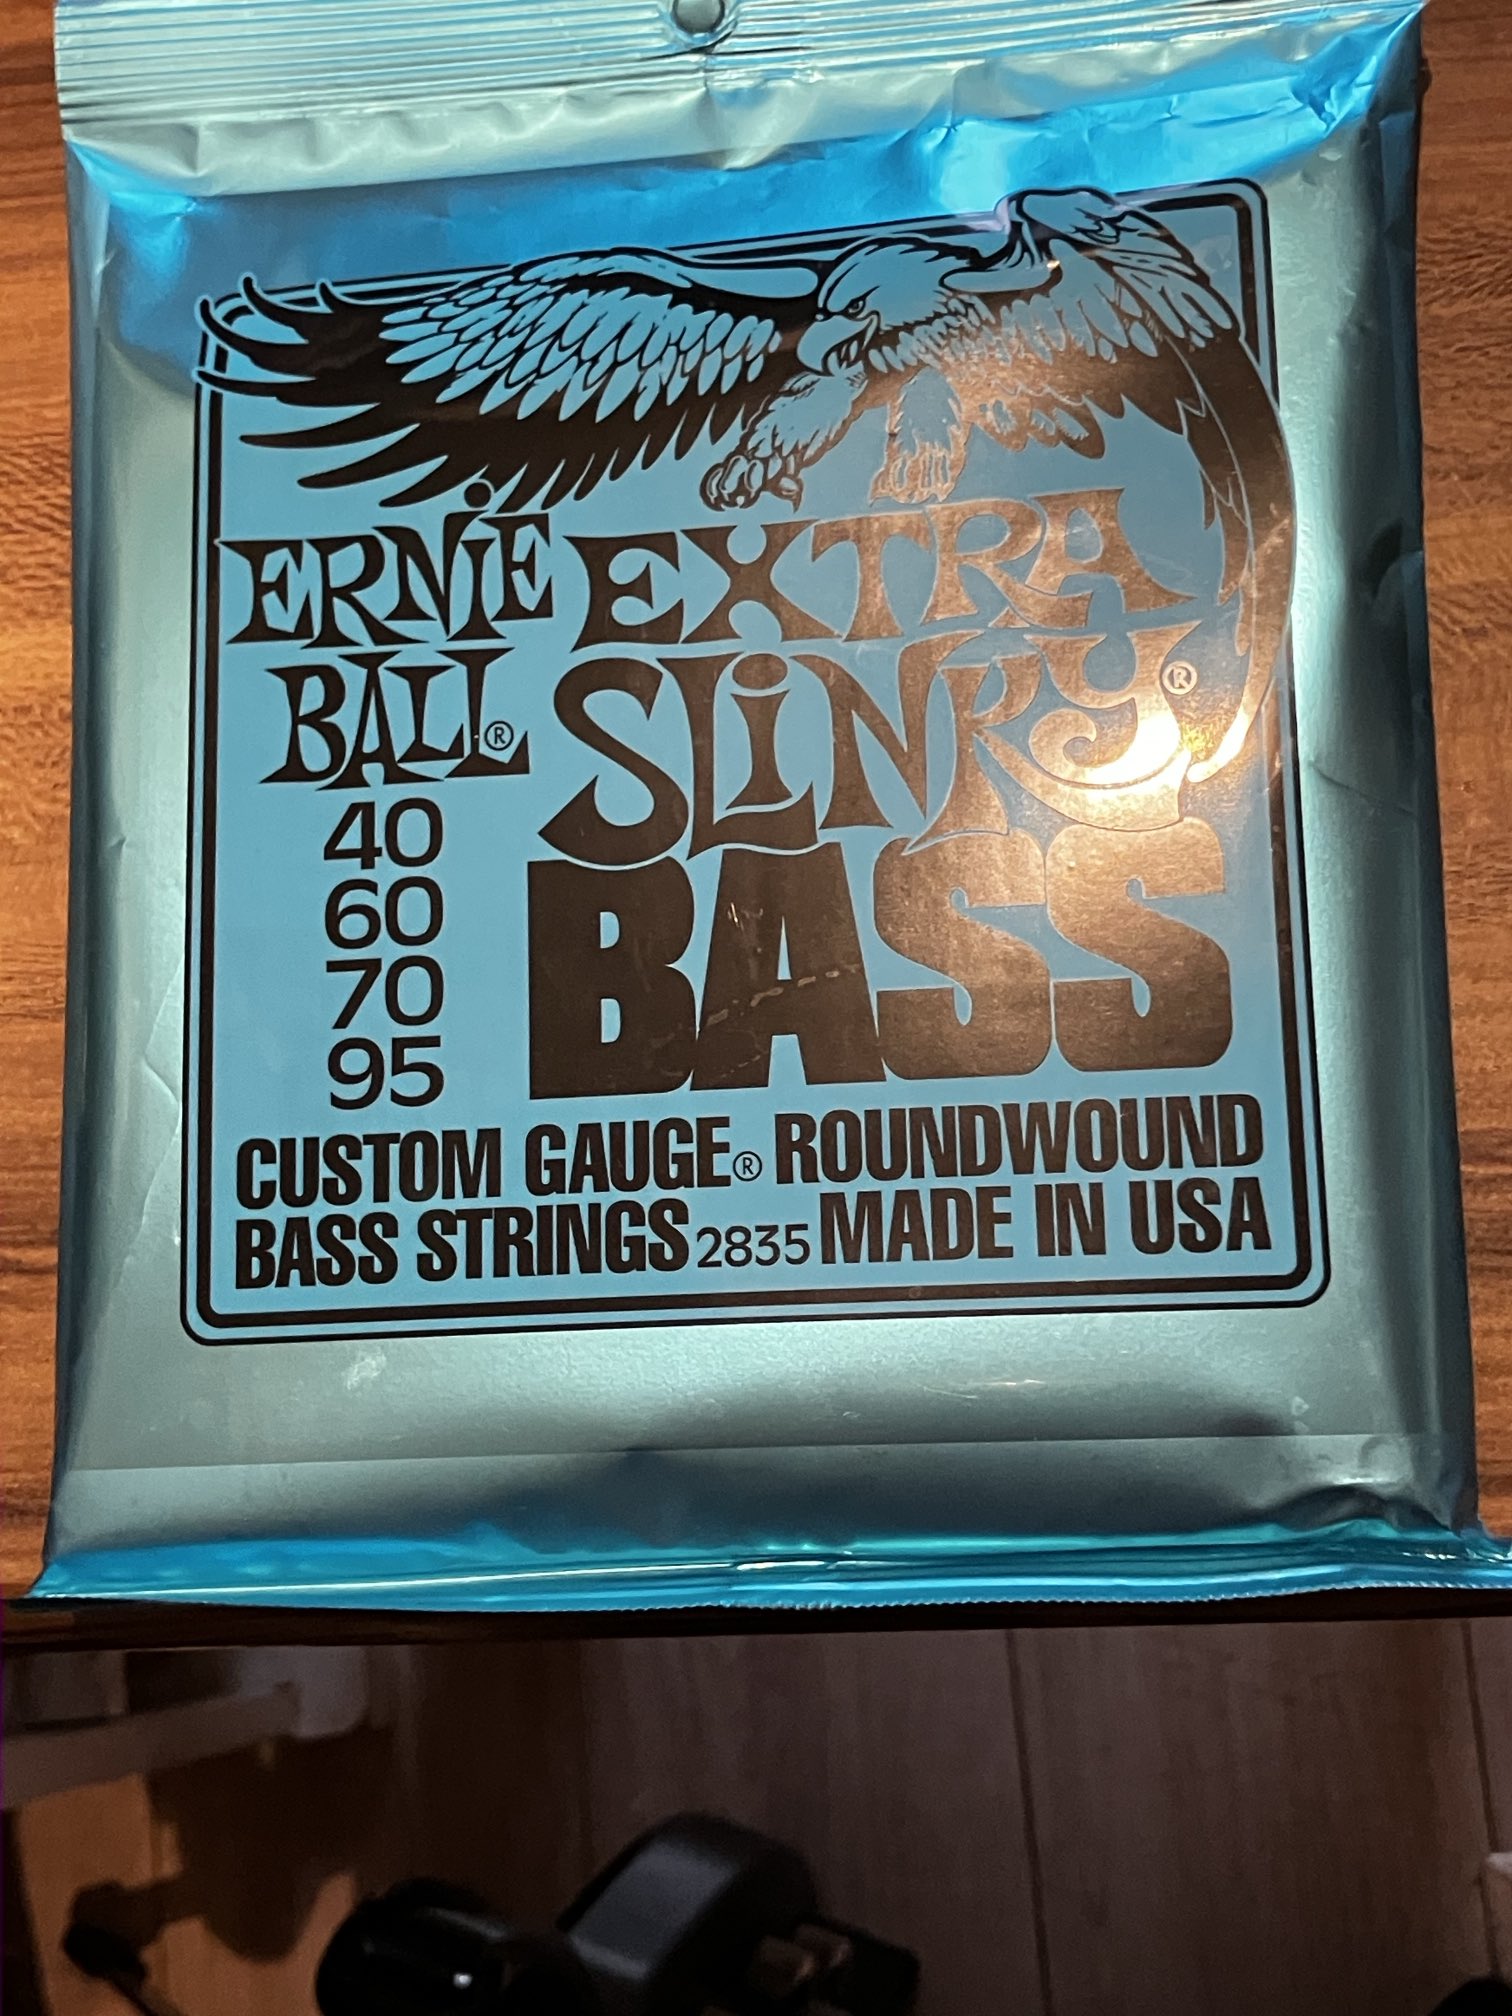 ERNiE EXTRA
BALL® SLiNKY®
40 BASS
60
70
95
CUSTOM GAUGE® ROUNDWOUND
BASS STRINGS 2835 MADE IN USA